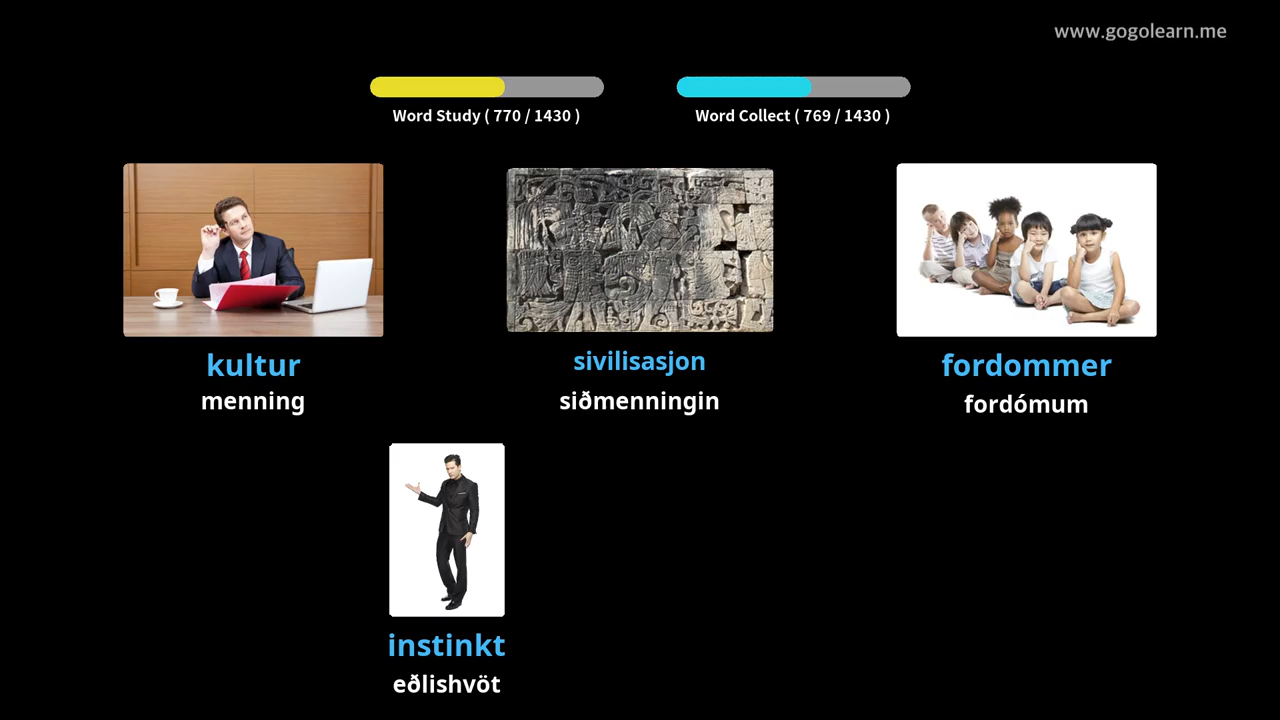 www.gogolearn.me
Word Study ( 770 / 1430 )
Word Collect ( 769 / 1430 )
kultur
menning
sivilisasjon
siðmenningin
fordommer
fordómum
instinkt
eðlishvöt